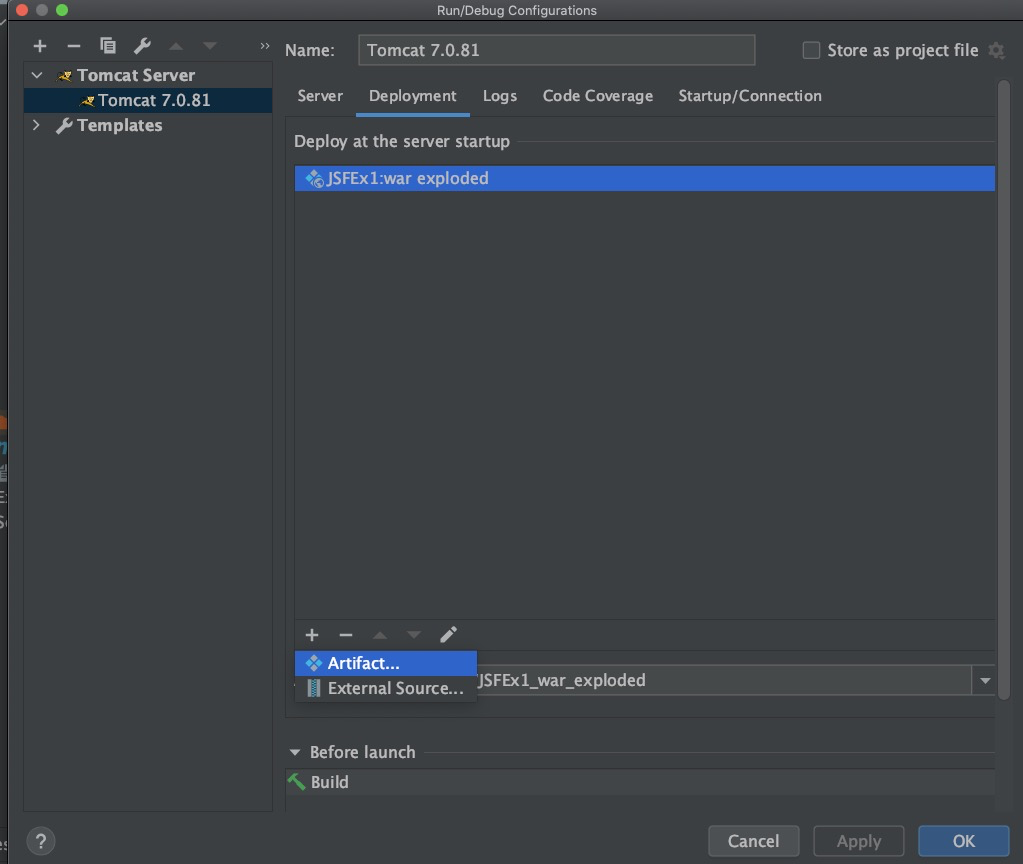 Run/Debug Configurations
Name:
Tomcat 7.0.81
Store as project file
Tomcat Server
Tomcat 7.0.81
Templates
Server
Deployment
Logs
Code Coverage
Startup/Connection
Deploy at the server startup
JSFEx1:war exploded
Artifact...
External Source...
JSFEx1_war_exploded
Before launch
Build
?
Cancel
Apply
OK